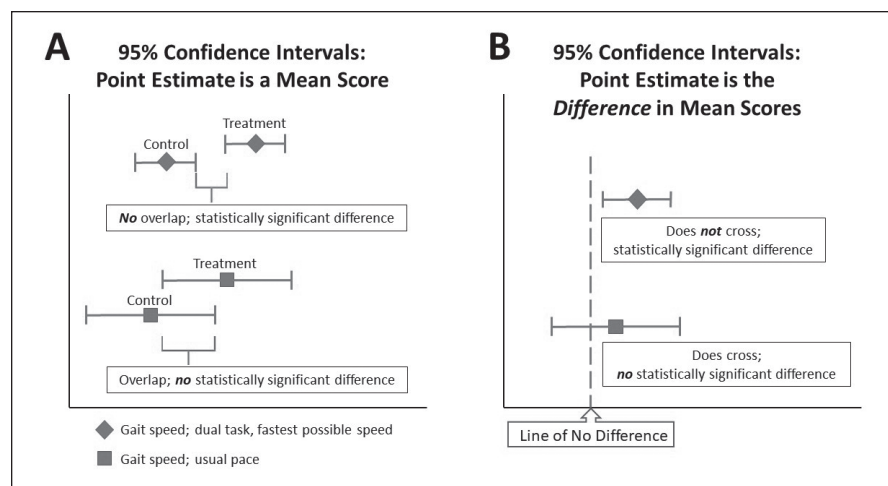 A
95% Confidence Intervals:
Point Estimate is a Mean Score
Treatment
Control
No overlap; statistically significant difference
Treatment
Control
Overlap; no statistically significant difference
Gait speed; dual task, fastest possible speed
Gait speed; usual pace
B
95% Confidence Intervals:
Point Estimate is the
Difference in Mean Scores
Does not cross;
statistically significant difference
Does cross;
no statistically significant difference
Line of No Difference